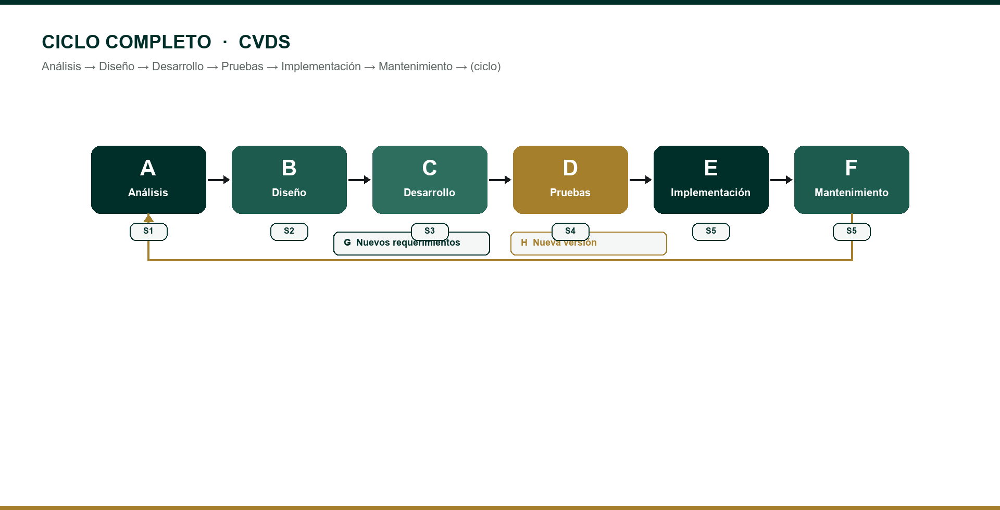 CICLO COMPLETO · CVDS
Análisis → Diseño → Desarrollo → Pruebas → Implementación → Mantenimiento → (ciclo)
A
Análisis
B
Diseño
C
Desarrollo
D
Pruebas
E
Implementación
F
Mantenimiento
S1
S2
S3
S4
S5
S5
G Nuevos requerimientos
H Nueva versión